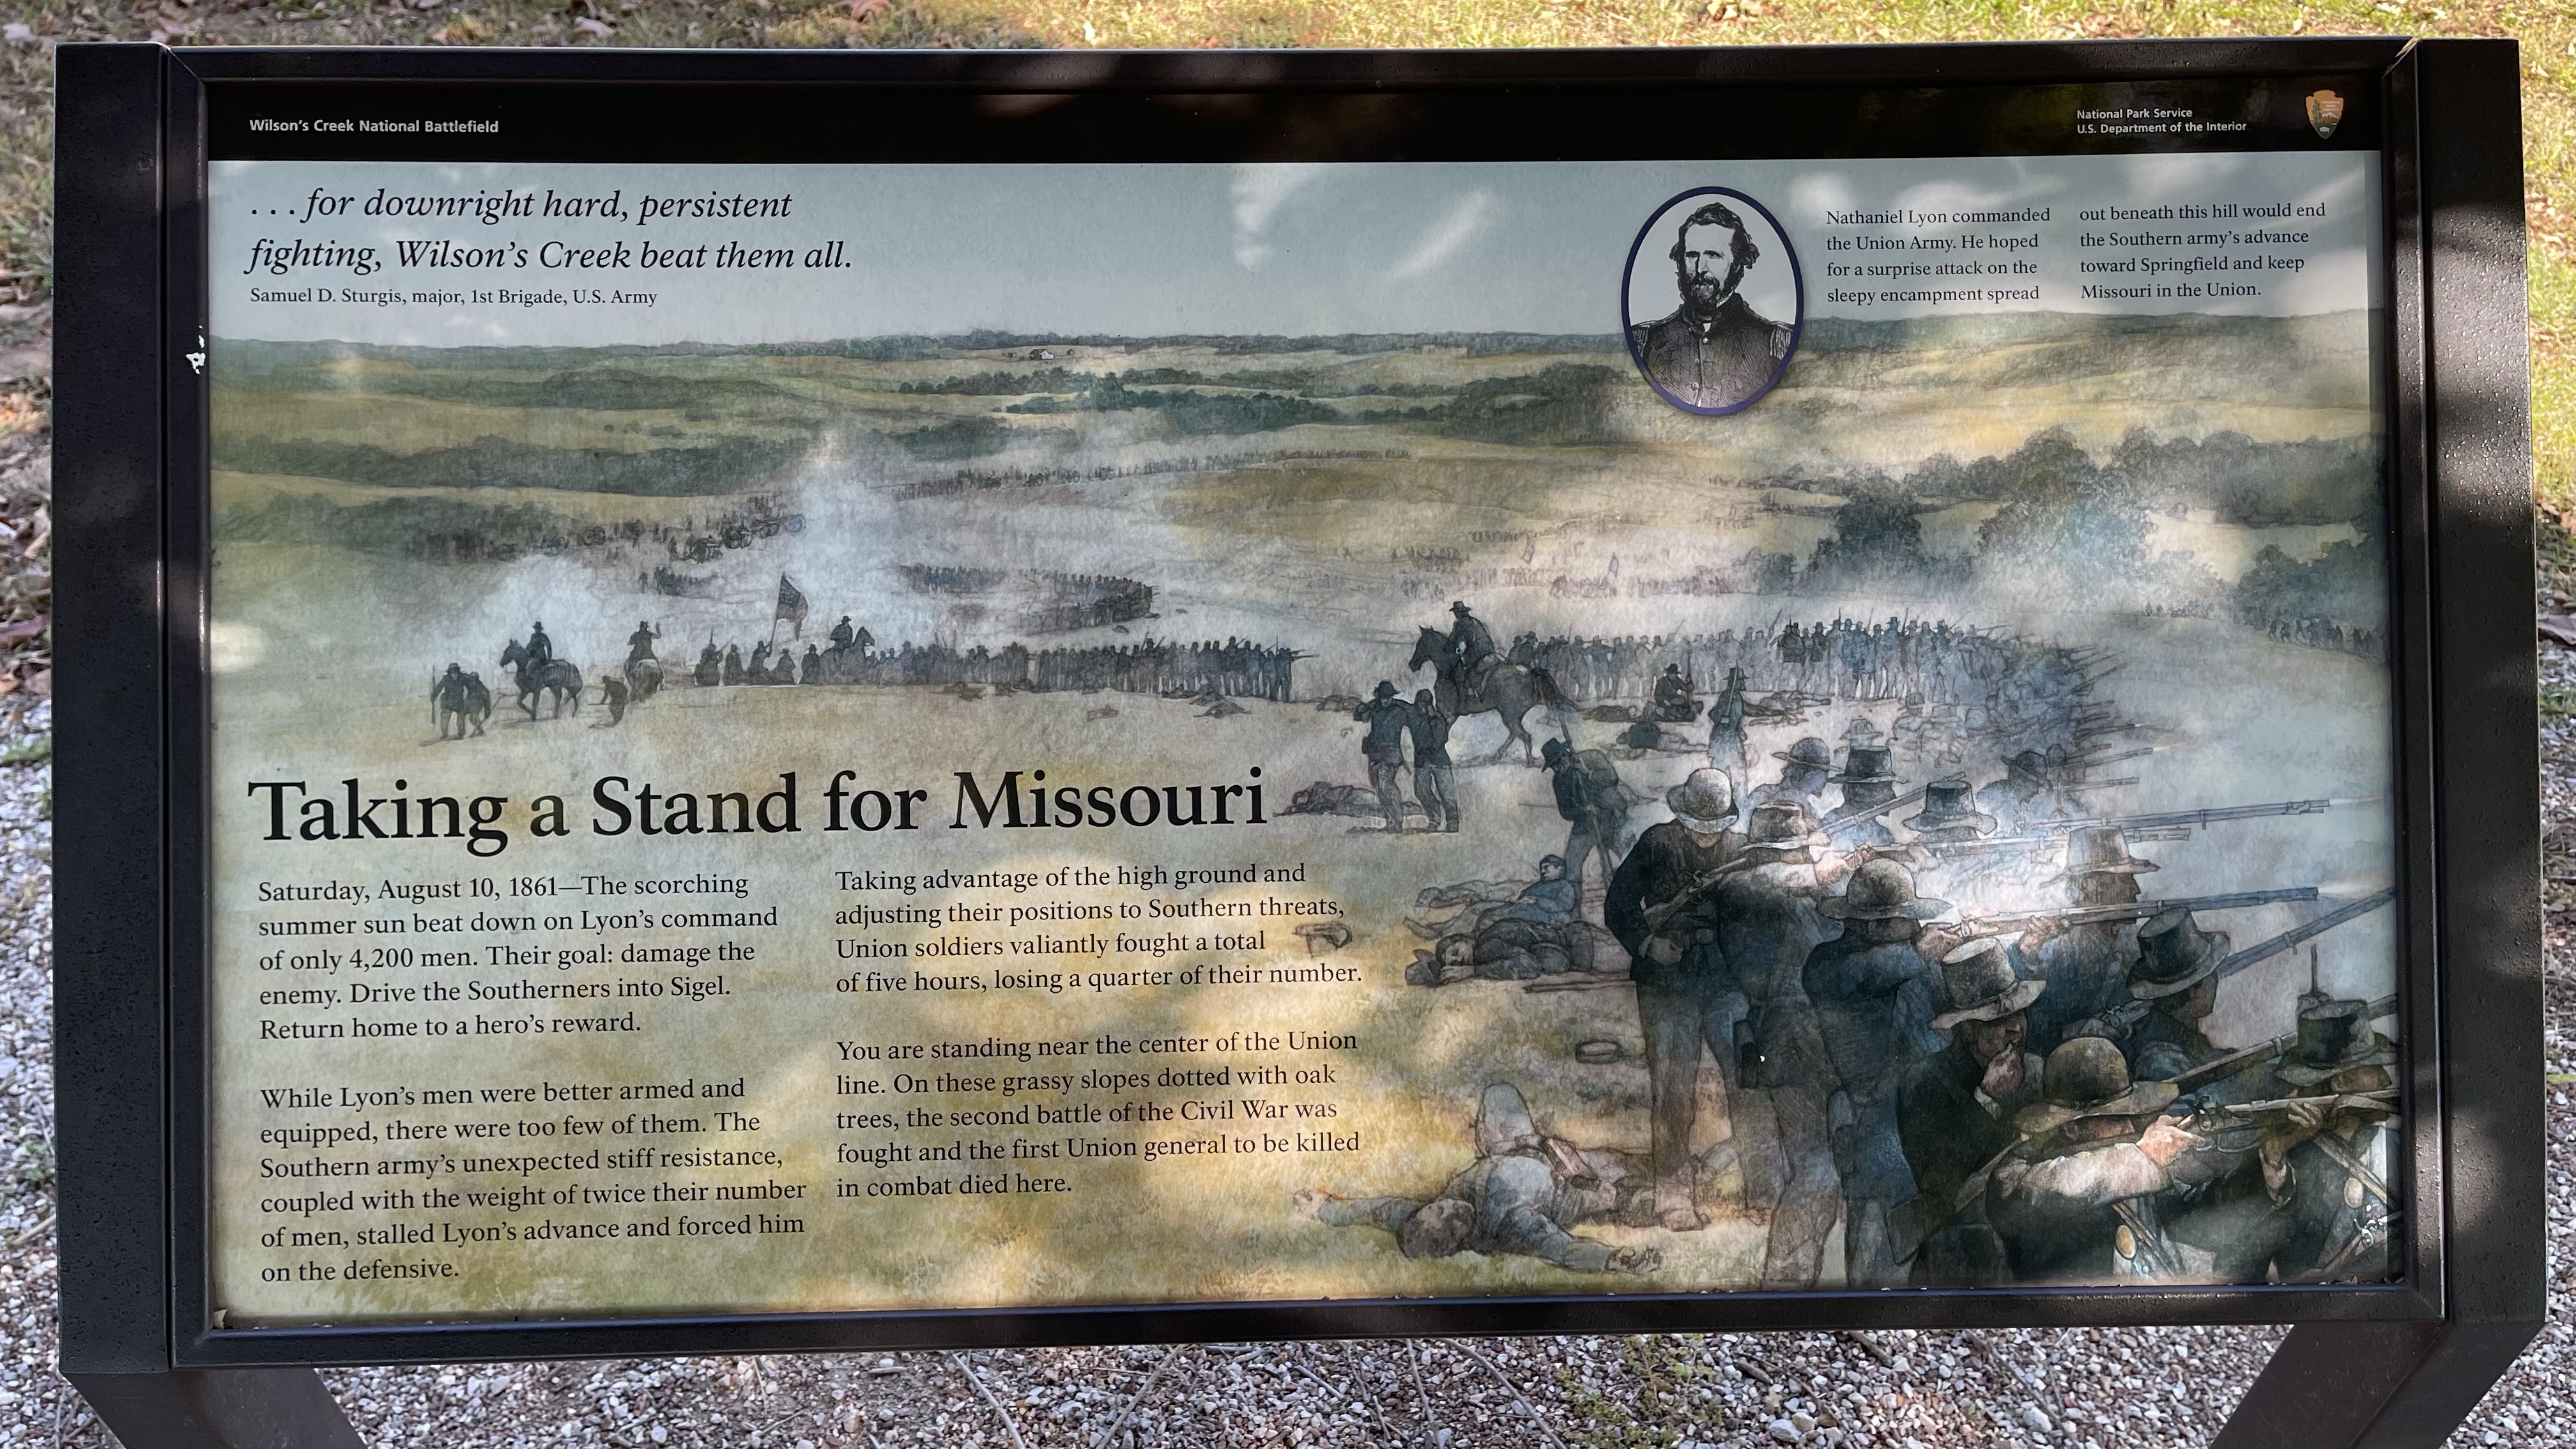 Wilson's Creek National Battlefield
National Park Service
U.S. Department of the Interior
. . . for downright hard, persistent
fighting, Wilson's Creek beat them all.
Samuel D. Sturgis, major, 1st Brigade, U.S. Army
Nathaniel Lyon commanded
the Union Army. He hoped
for a surprise attack on the
sleepy encampment spread
out beneath this hill would end
the Southern army's advance
toward Springfield and keep
Missouri in the Union.
Taking a Stand for Missouri
Saturday, August 10, 1861—The scorching
summer sun beat down on Lyon's command
of only 4,200 men. Their goal: damage the
enemy. Drive the Southerners into Sigel.
Return home to a hero's reward.
While Lyon's men were better armed and
equipped, there were too few of them. The
Southern army's unexpected stiff resistance,
coupled with the weight of twice their number
of men, stalled Lyon's advance and forced him
on the defensive.
Taking advantage of the high ground and
adjusting their positions to Southern threats,
Union soldiers valiantly fought a total
of five hours, losing a quarter of their number.
You are standing near the center of the Union
line. On these grassy slopes dotted with oak
trees, the second battle of the Civil War was
fought and the first Union general to be killed
in combat died here.